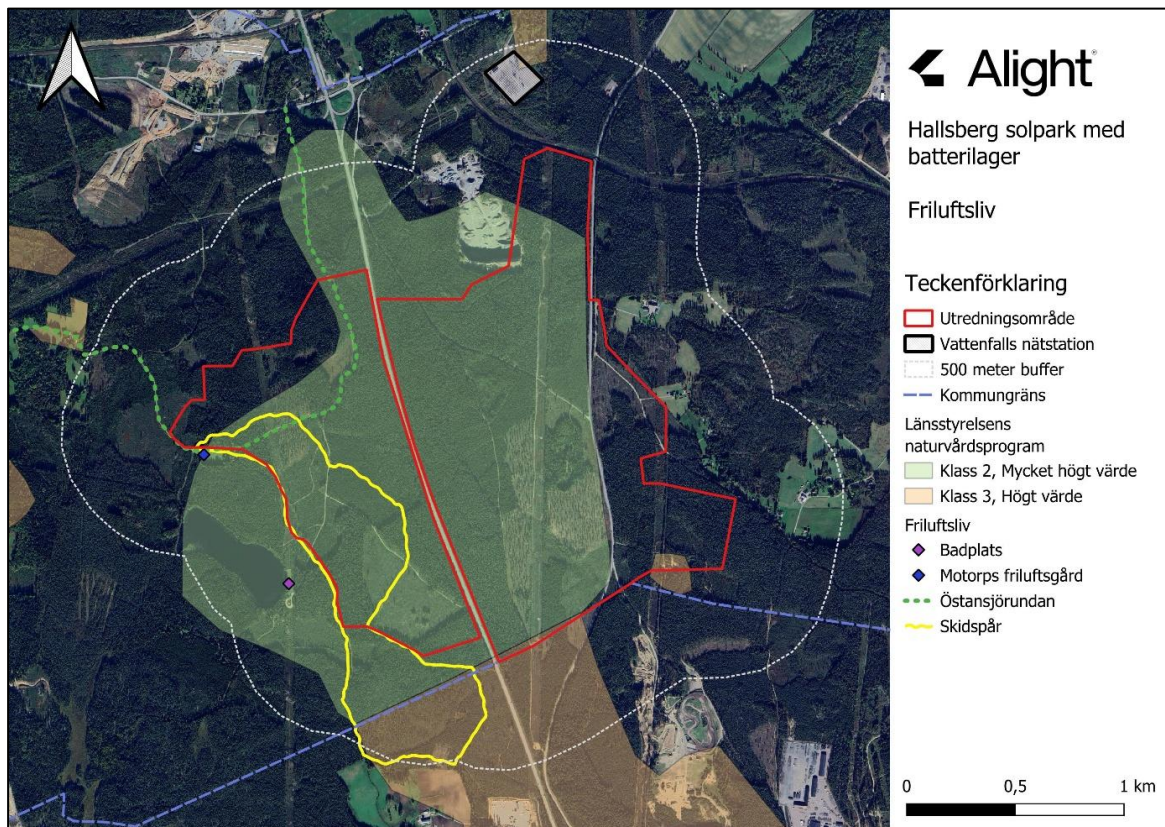 Alight®
Hallsberg solpark med
batterilager
Friluftsliv
Teckenförklaring
Utredningsområde
Vattenfalls nätstation
500 meter buffer
Kommungräns
Länsstyrelsens
naturvårdsprogram
Klass 2, Mycket högt värde
Klass 3, Högt värde
Friluftsliv
Badplats
Motorps friluftsgård
Östansjörundan
Skidspår
0 0,5 1 km